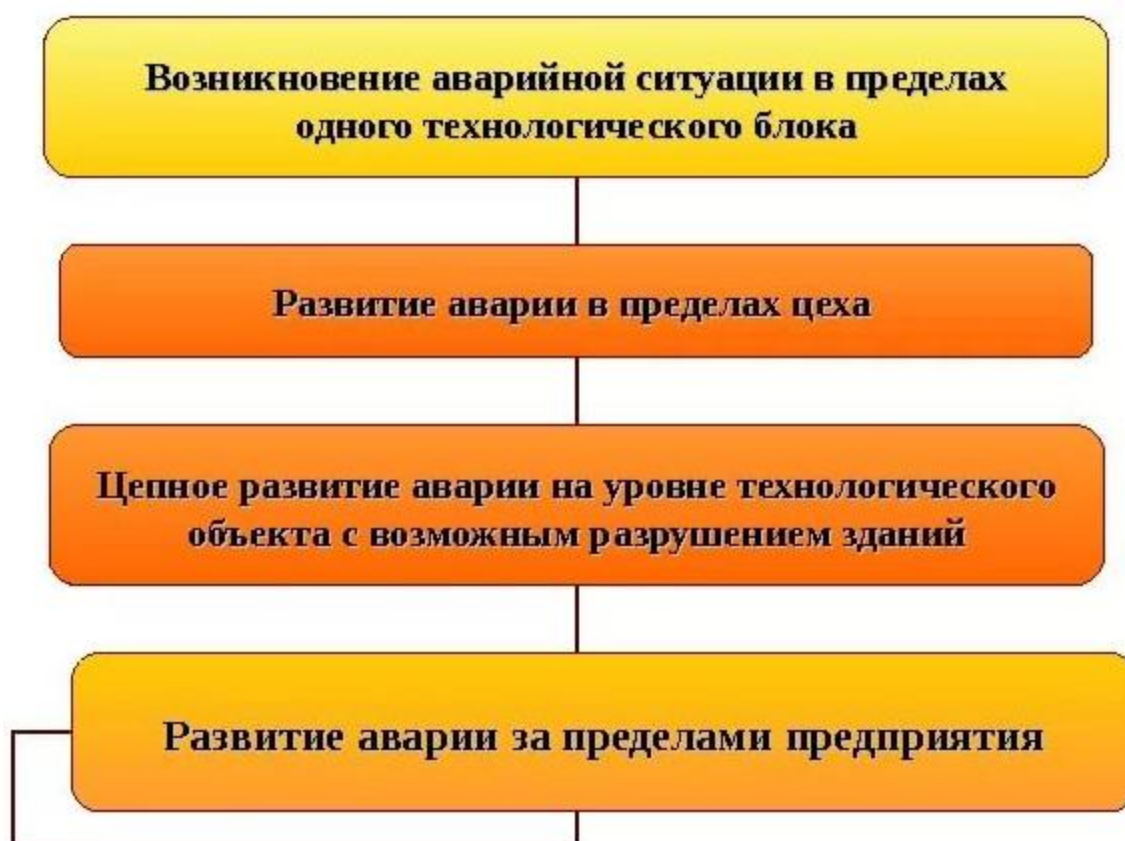 Возникновение аварийной ситуации в пределах
одного технологического блока
Развитие аварии в пределах цеха
Цепное развитие аварии на уровне технологического
объекта с возможным разрушением зданий
Развитие аварии за пределами предприятия